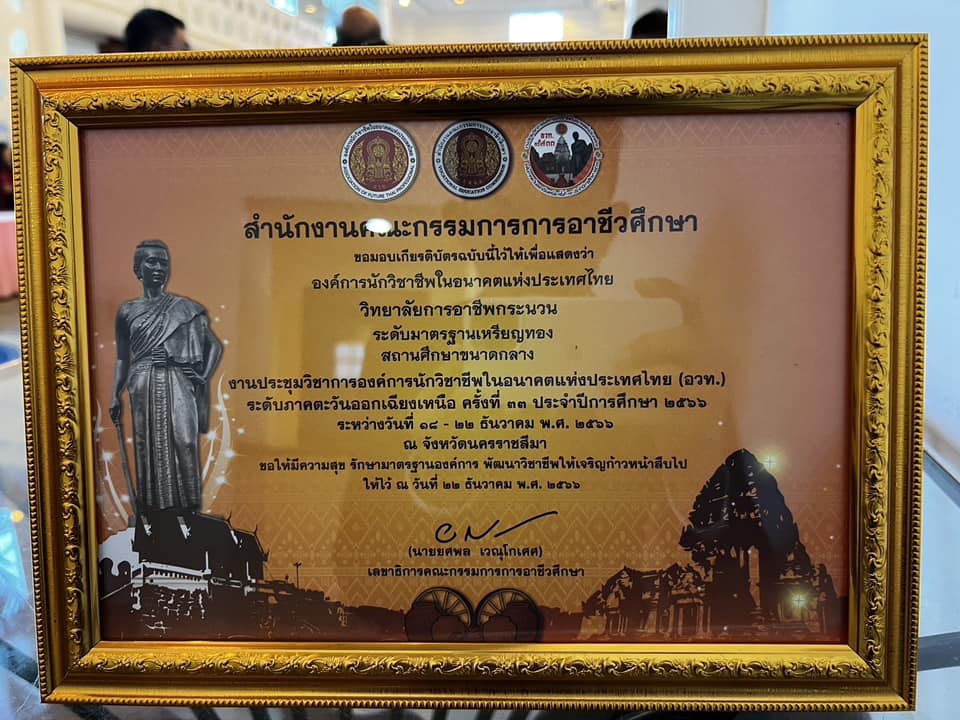 อวท.
ASSOCIATION OF FUTURE THAI PROFESSIONAL
VOCATIONAL EDUCATION COMMISSION
สำนักงานคณะกรรมการการอาชีวศึกษา
ขอมอบเกียรติบัตรฉบับนี้ไว้ให้เพื่อแสดงว่า
องค์การนักวิชาชีพในอนาคตแห่งประเทศไทย
วิทยาลัยการอาชีพกระนวน
ระดับมาตรฐานเหรียญทอง
สถานศึกษาขนาดกลาง
งานประชุมวิชาการองค์การนักวิชาชีพในอนาคตแห่งประเทศไทย (อวท.)
ระดับภาคตะวันออกเฉียงเหนือ ครั้งที่ ๓๓ ประจำปีการศึกษา ๒๕๖๖
ระหว่างวันที่ ๑๘ - ๒๒ ธันวาคม พ.ศ. ๒๕๖๖
ณ จังหวัดนครราชสีมา
ขอให้มีความสุข รักษามาตรฐานองค์การ พัฒนาวิชาชีพให้เจริญก้าวหน้าสืบไป
ให้ไว้ ณ วันที่ ๒๒ ธันวาคม พ.ศ. ๒๕๖๖
(นายยศพล เวณุโกเศศ)
เลขาธิการคณะกรรมการการอาชีวศึกษา